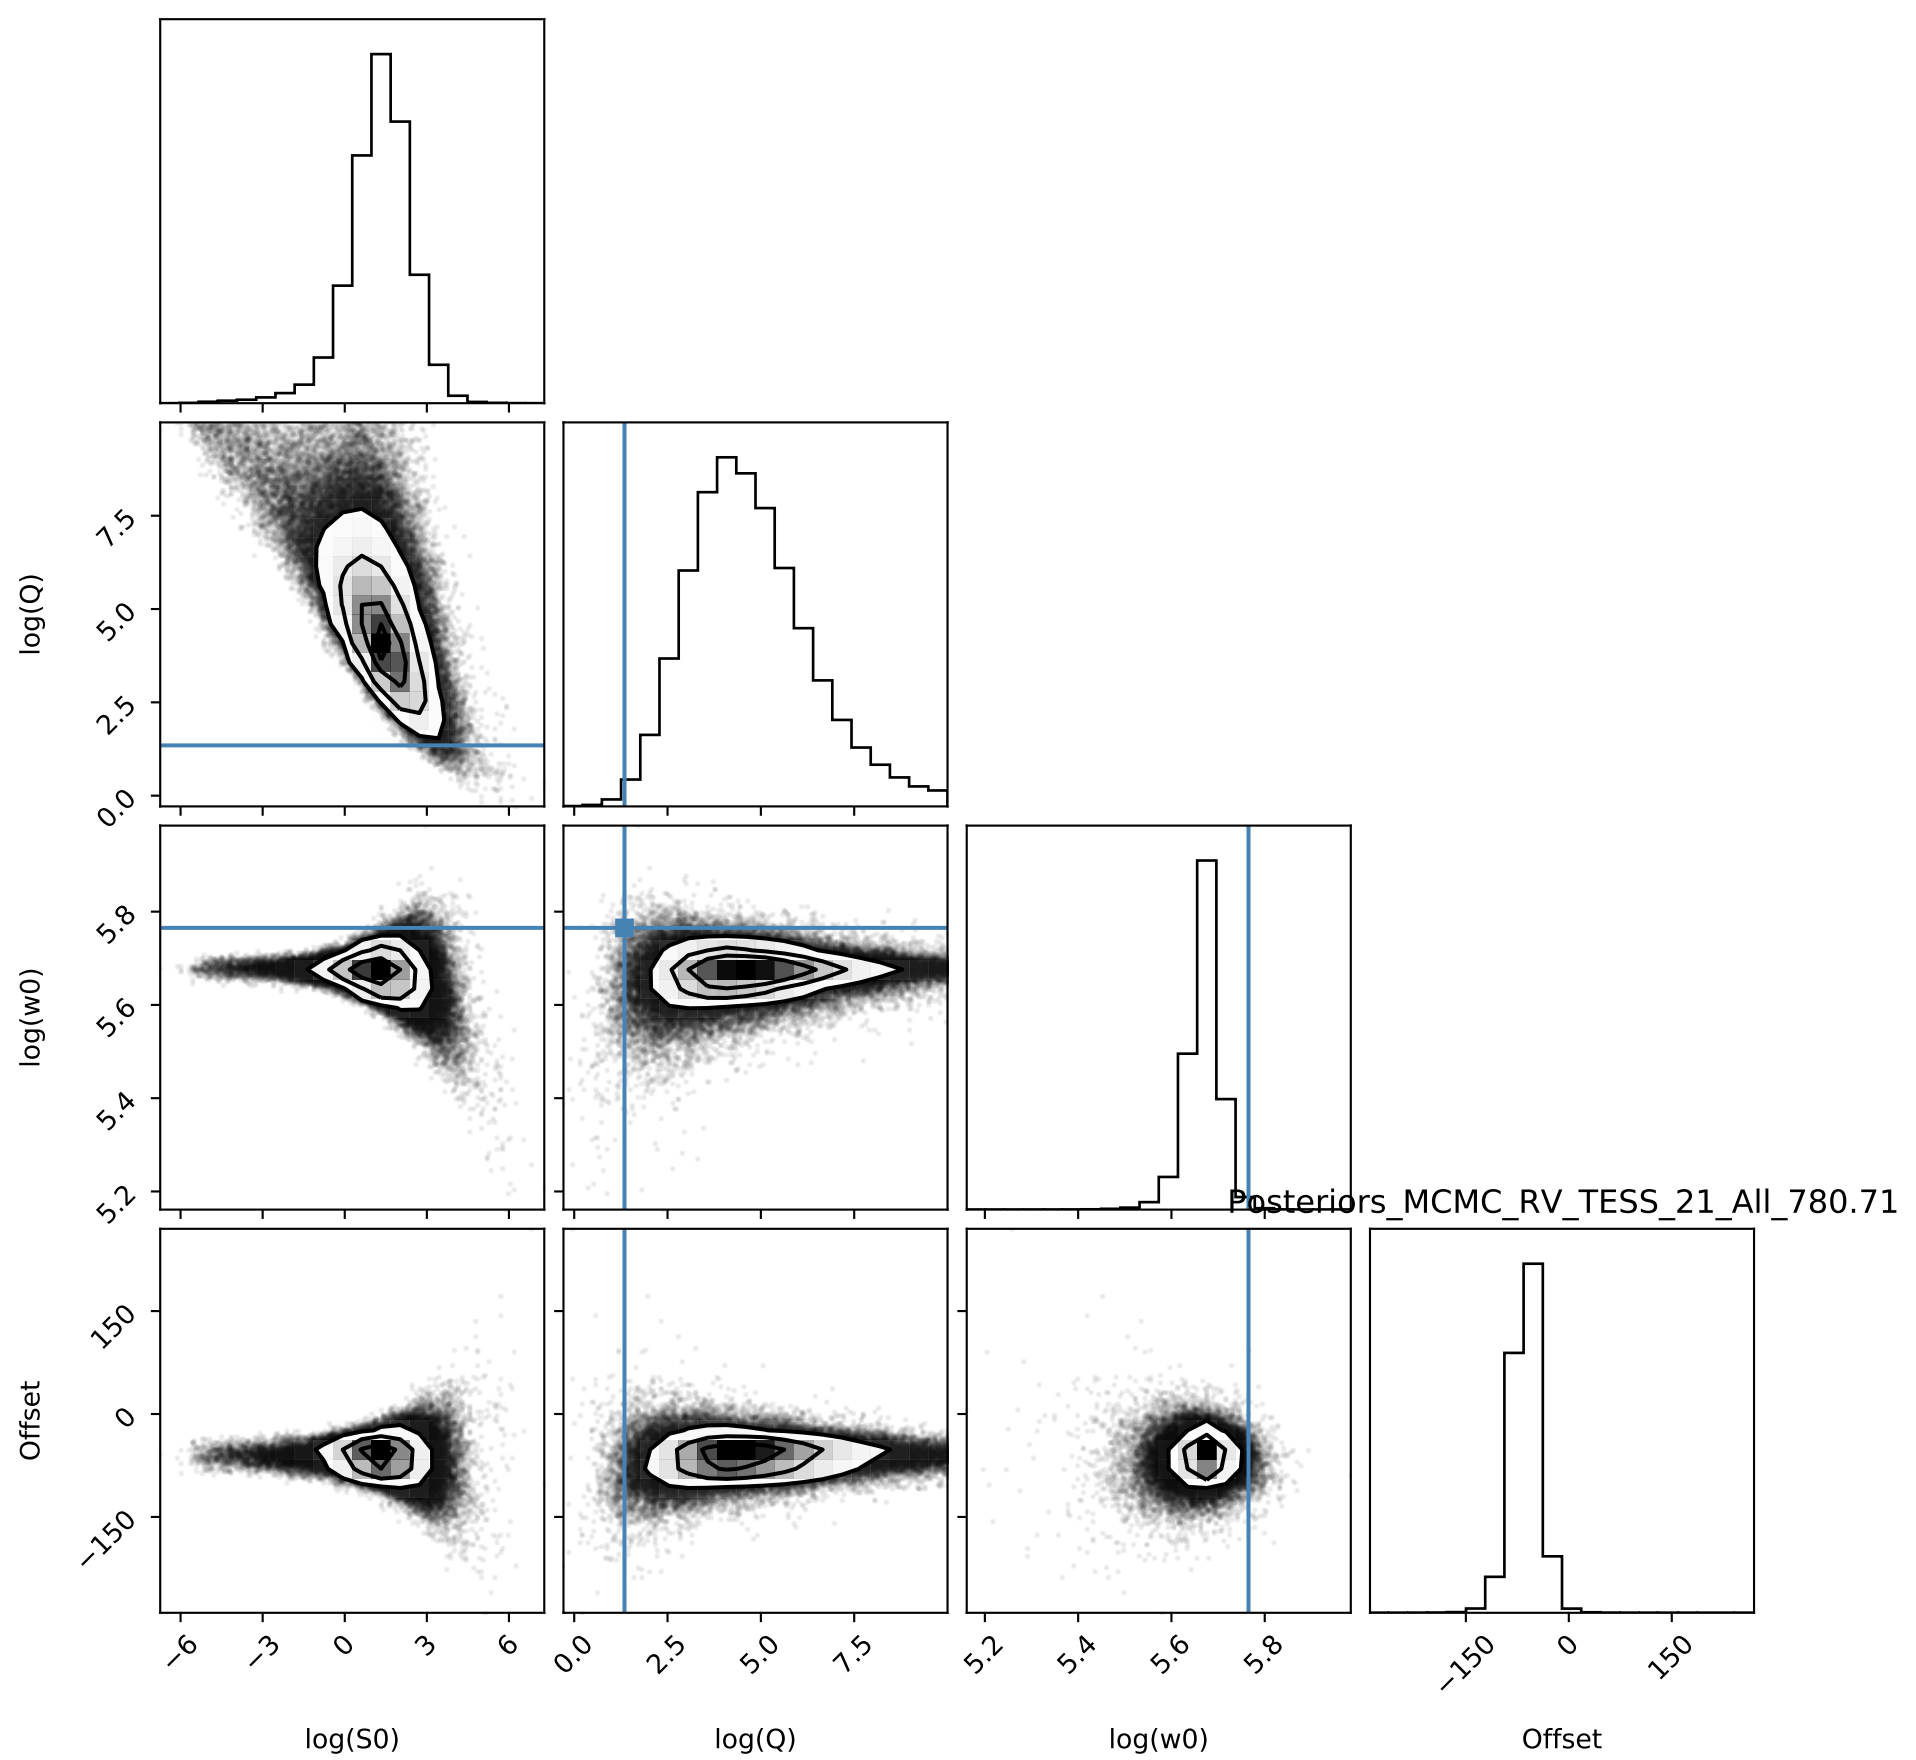 log(Q)
7.5
5.0
2.5
0.0
log(w0)
5.8
5.6
5.4
5.2
Posteriors_MCMC_RV_TESS_21_All_780.71
Offset
150
0
−150
−6 −3 0 3 6
0.0 2.5 5.0 7.5
5.2 5.4 5.6 5.8
−150 0 150
log(S0) log(Q) log(w0) Offset